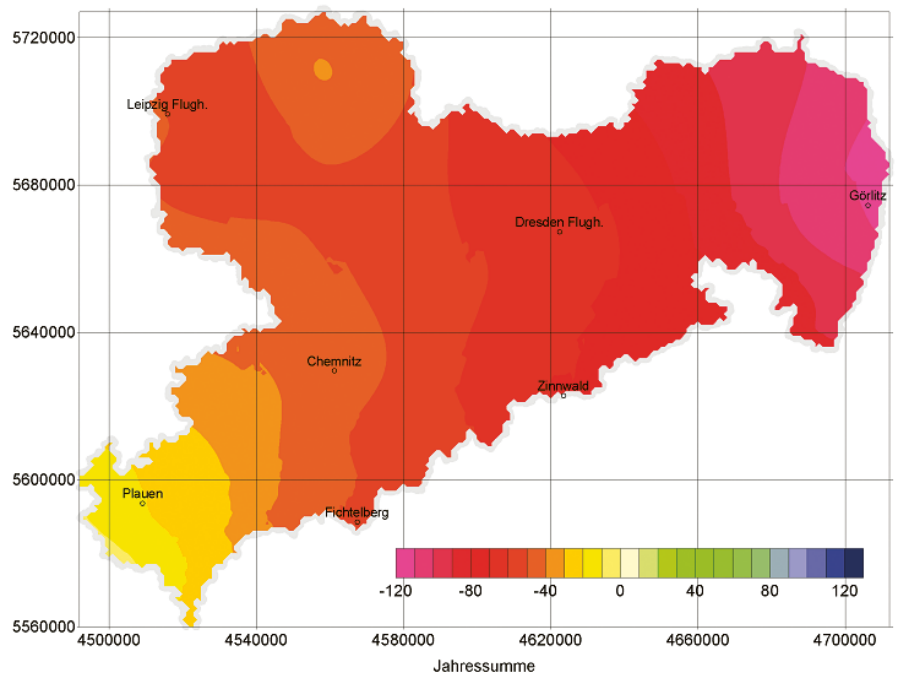 5720000
Leipzig Flugh.
5680000
Görlitz
Dresden Flugh.
5640000
Chemnitz
Zinnwald
5600000
Plauen
Fichtelberg
-120 -80 -40 0 40 80 120
5560000
4500000 4540000 4580000 4620000 4660000 4700000
Jahressumme